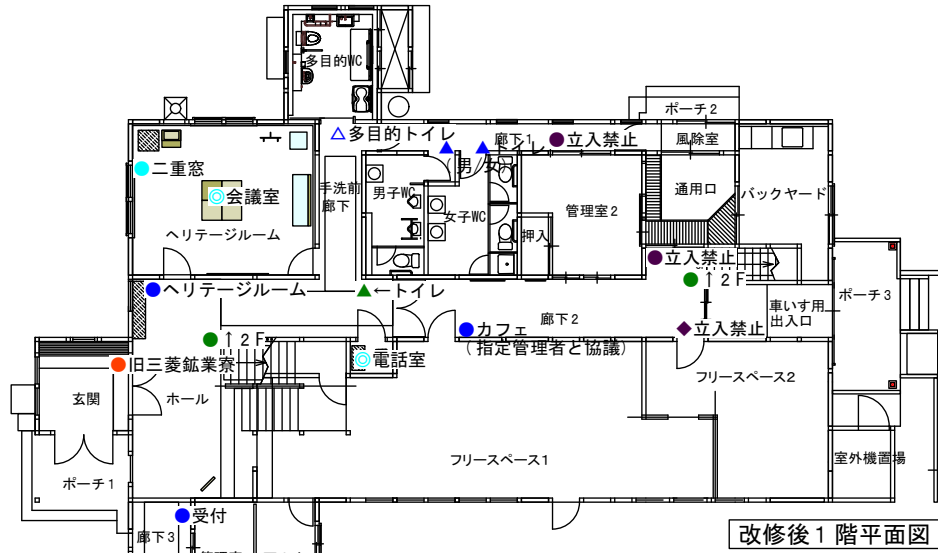 多目的WC
ポーチ2
多目的トイレ
トイレ
(男/女)
廊下1
立入禁止
風除室
二重窓
会議室
手洗前
廊下
男子WC
女子WC
管理室2
押入
通用口
バックヤード
ヘリテージルーム
立入禁止
↑2F
ヘリテージルーム
←トイレ
廊下2
車いす用
出入口
ポーチ3
↑2F
カフェ
(指定管理者と協議)
立入禁止
旧三菱鉱業寮
電話室
フリースペース2
玄関
ホール
フリースペース1
室外機置場
ポーチ1
受付
廊下3
改修後1階平面図